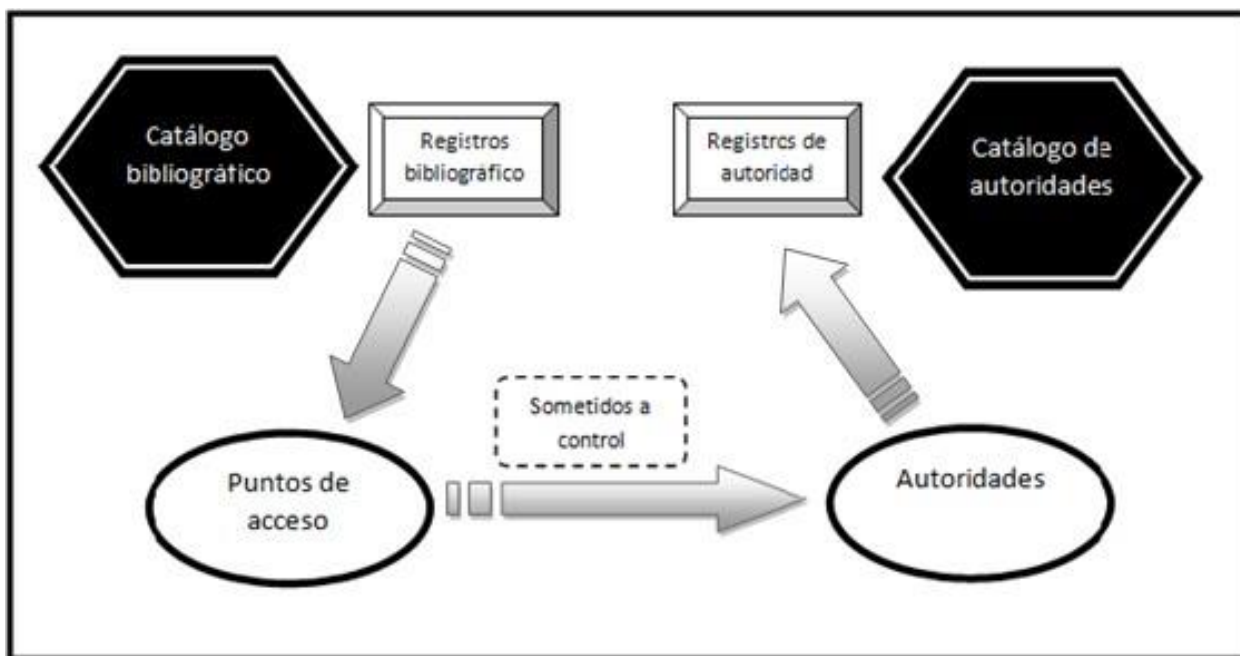 Catálogo
bibliográfico
Registros
bibliográfico
Registros de
autoridad
Catálogo de
autoridades
Sometidos a
control
Puntos de
acceso
Autoridades